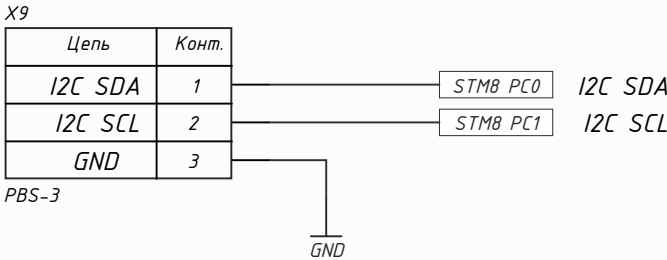 X9
Цепь Конт.
I2C SDA 1 STM8 PC0 I2C SDA
I2C SCL 2 STM8 PC1 I2C SCL
GND 3
PBS-3
GND